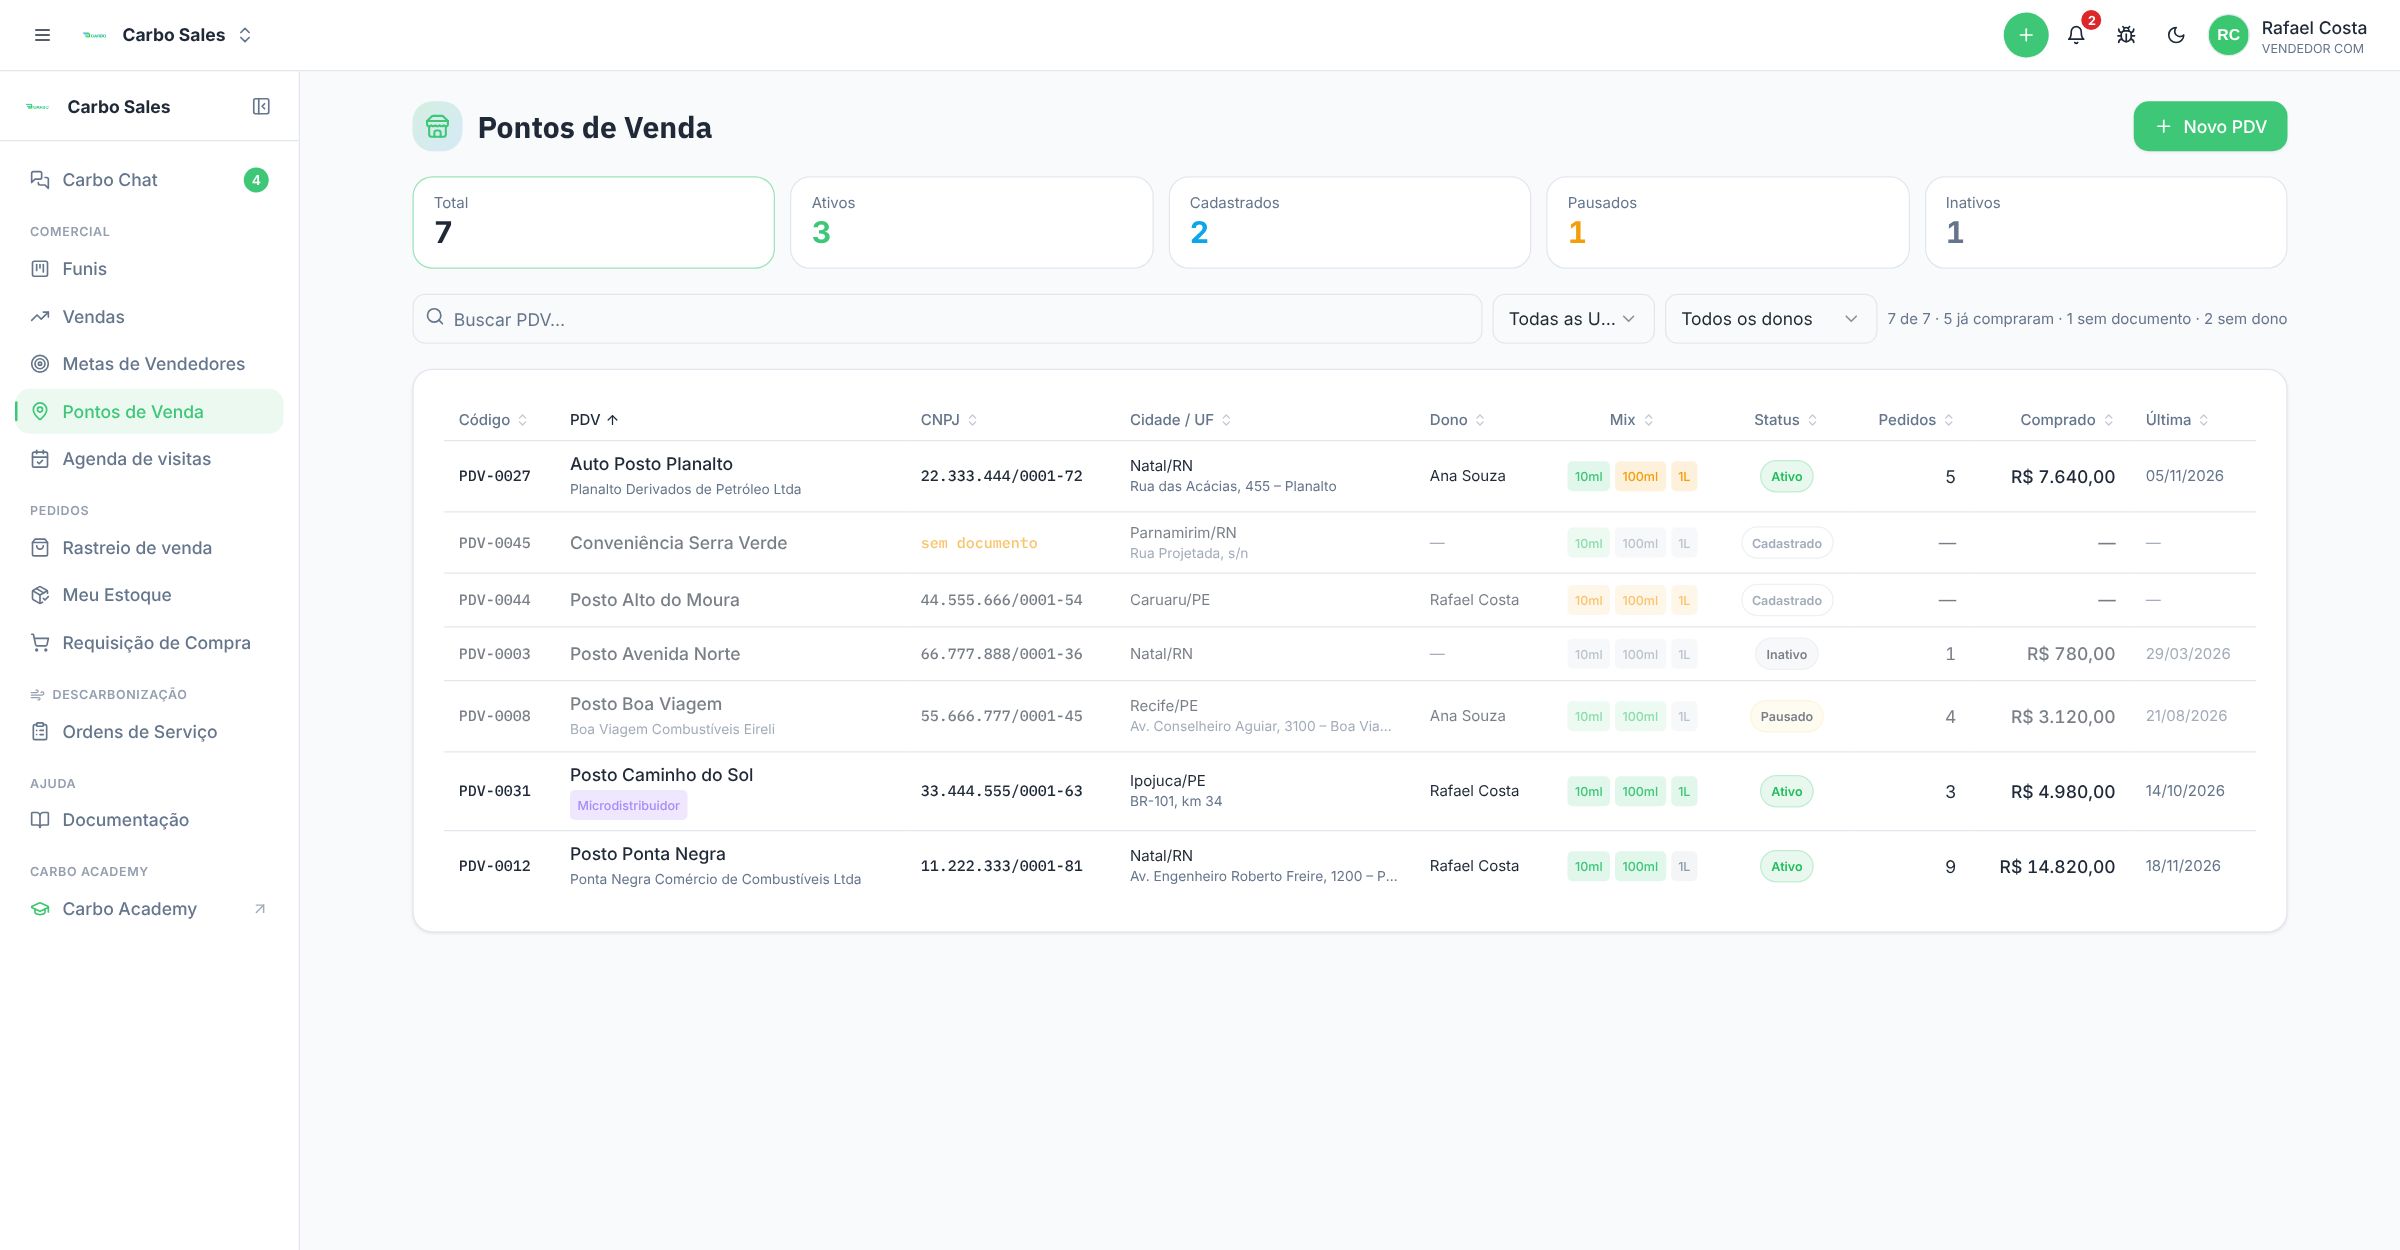 Carbo Sales
2
RC
Rafael Costa
VENDEDOR COM
Carbo Sales
Carbo Chat
4
COMERCIAL
Funis
Vendas
Metas de Vendedores
Pontos de Venda
Agenda de visitas
PEDIDOS
Rastreio de venda
Meu Estoque
Requisição de Compra
DESCARBONIZAÇÃO
Ordens de Serviço
AJUDA
Documentação
CARBO ACADEMY
Carbo Academy
Pontos de Venda
+ Novo PDV
Total
7
Ativos
3
Cadastrados
2
Pausados
1
Inativos
1
Buscar PDV...
Todas as U...
Todos os donos
7 de 7 · 5 já compraram · 1 sem documento · 2 sem dono
Código PDV CNPJ Cidade / UF Dono Mix Status Pedidos Comprado Última
PDV-0027 Auto Posto Planalto 22.333.444/0001-72 Natal/RN Ana Souza 10ml 100ml 1L Ativo 5 R$ 7.640,00 05/11/2026
Planalto Derivados de Petróleo Ltda Rua das Acácias, 455 – Planalto
PDV-0045 Conveniência Serra Verde sem documento Parnamirim/RN — 10ml 100ml 1L Cadastrado — — —
Rua Projetada, s/n
PDV-0044 Posto Alto do Moura 44.555.666/0001-54 Caruaru/PE Rafael Costa 10ml 100ml 1L Cadastrado — — —
PDV-0003 Posto Avenida Norte 66.777.888/0001-36 Natal/RN — 10ml 100ml 1L Inativo 1 R$ 780,00 29/03/2026
PDV-0008 Posto Boa Viagem 55.666.777/0001-45 Recife/PE Ana Souza 10ml 100ml 1L Pausado 4 R$ 3.120,00 21/08/2026
Boa Viagem Combustíveis Eireli Av. Conselheiro Aguiar, 3100 – Boa Via...
PDV-0031 Posto Caminho do Sol 33.444.555/0001-63 Ipojuca/PE Rafael Costa 10ml 100ml 1L Ativo 3 R$ 4.980,00 14/10/2026
Microdistribuidor BR-101, km 34
PDV-0012 Posto Ponta Negra 11.222.333/0001-81 Natal/RN Rafael Costa 10ml 100ml 1L Ativo 9 R$ 14.820,00 18/11/2026
Ponta Negra Comércio de Combustíveis Ltda Av. Engenheiro Roberto Freire, 1200 – P...